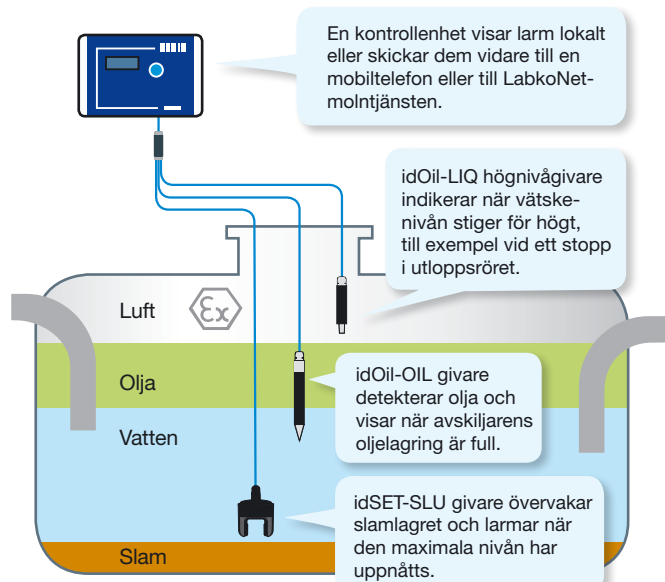 En kontrollenhet visar larm lokalt
eller skickar dem vidare till en
mobiltelefon eller till LabkoNet-
molntjänsten.
idOil-LIQ högnivågivare
indikerar när vätske-
nivån stiger för högt,
till exempel vid ett stopp
i utloppsröret.
Luft
Ex
idOil-OIL givare
detekterar olja och
visar när avskiljarens
oljelagring är full.
Olja
Vatten
idSET-SLU givare övervakar
slamlagret och larmar när
den maximala nivån har
uppnåtts.
Slam